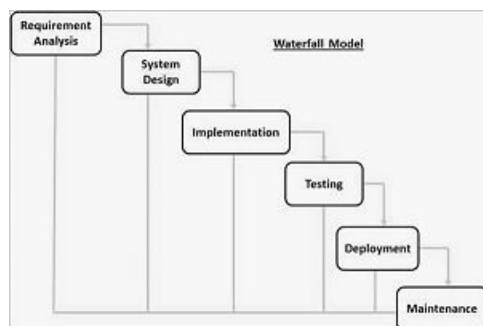 Requirement
Analysis
Waterfall Model
System
Design
Implementation
Testing
Deployment
Maintenance